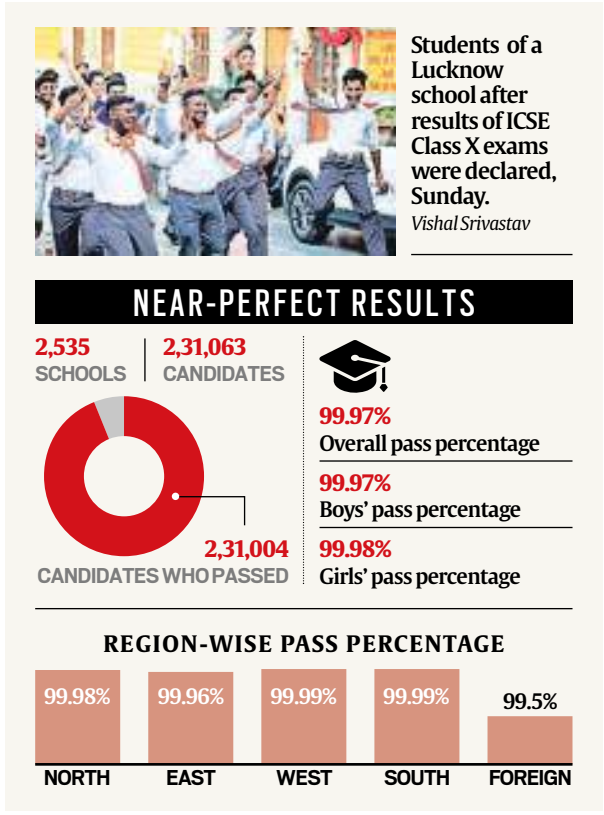 Students of a
Lucknow
school after
results of ICSE
Class X exams
were declared,
Sunday.
Vishal Srivastav
NEAR-PERFECT RESULTS
2,535
SCHOOLS
2,31,063
CANDIDATES
2,31,004
CANDIDATES WHO PASSED
99.97%
Overall pass percentage
99.97%
Boys' pass percentage
99.98%
Girls' pass percentage
REGION-WISE PASS PERCENTAGE
99.98% 99.96% 99.99% 99.99% 99.5%
NORTH EAST WEST SOUTH FOREIGN